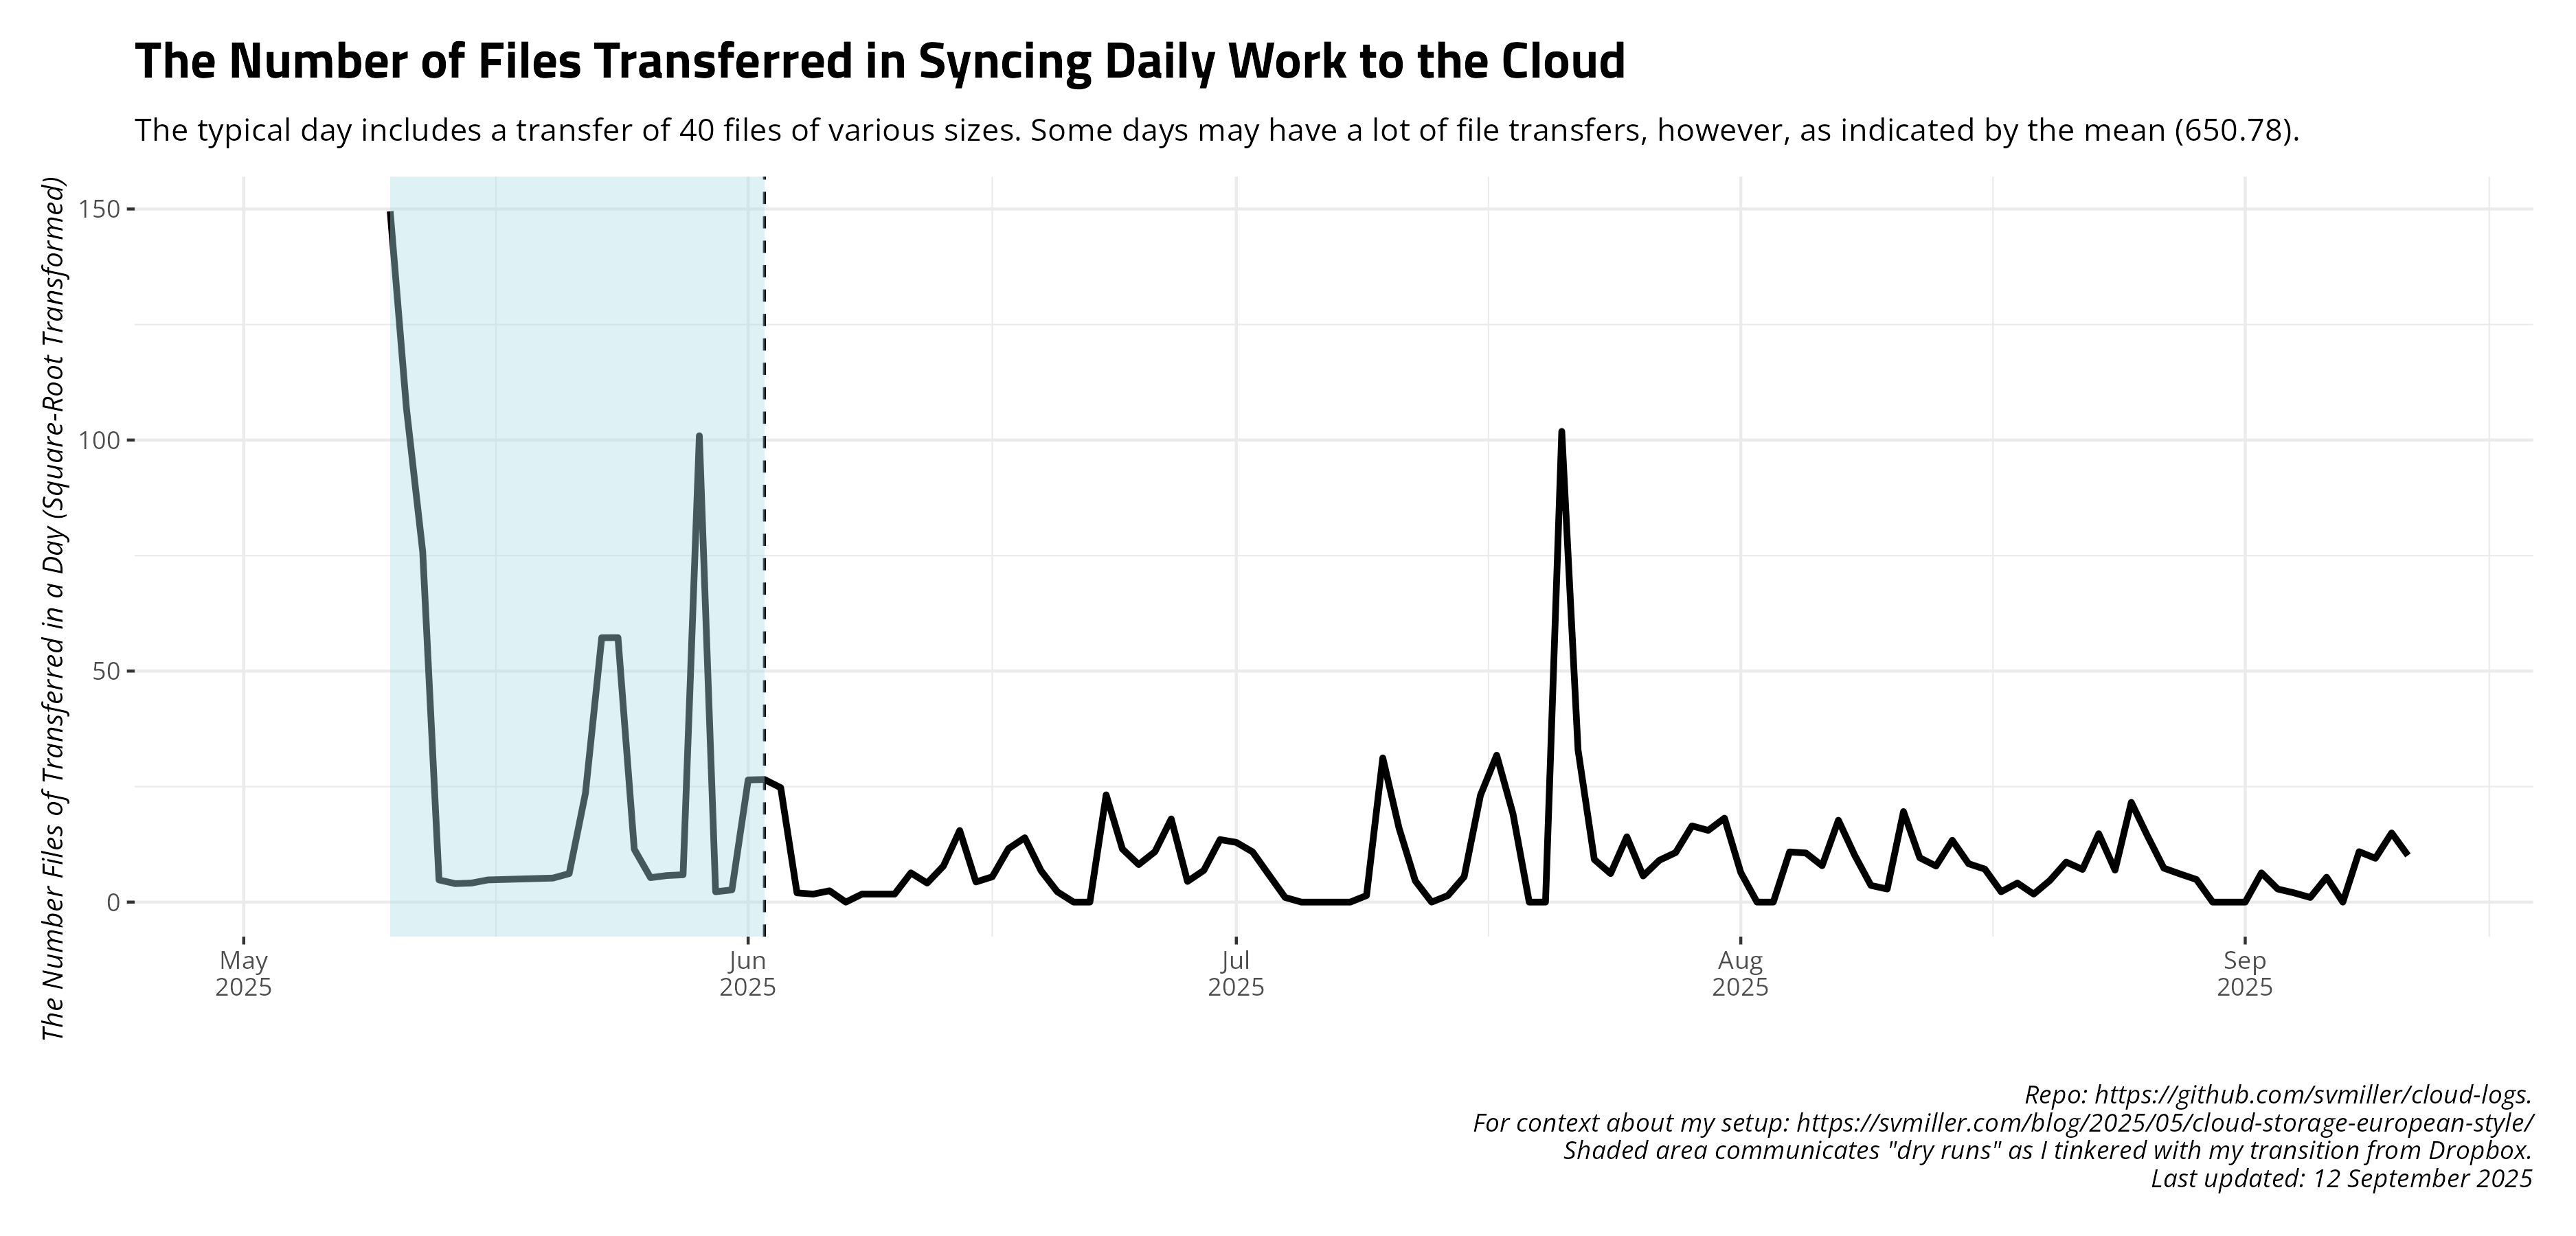 The Number of Files Transferred in Syncing Daily Work to the Cloud
The typical day includes a transfer of 40 files of various sizes. Some days may have a lot of file transfers, however, as indicated by the mean (650.78).
The Number Files of Transferred in a Day (Square-Root Transformed)
150
100
50
0
May
2025
Jun
2025
Jul
2025
Aug
2025
Sep
2025
Repo: https://github.com/svmiller/cloud-logs.
For context about my setup: https://svmiller.com/blog/2025/05/cloud-storage-european-style/
Shaded area communicates "dry runs" as I tinkered with my transition from Dropbox.
Last updated: 12 September 2025